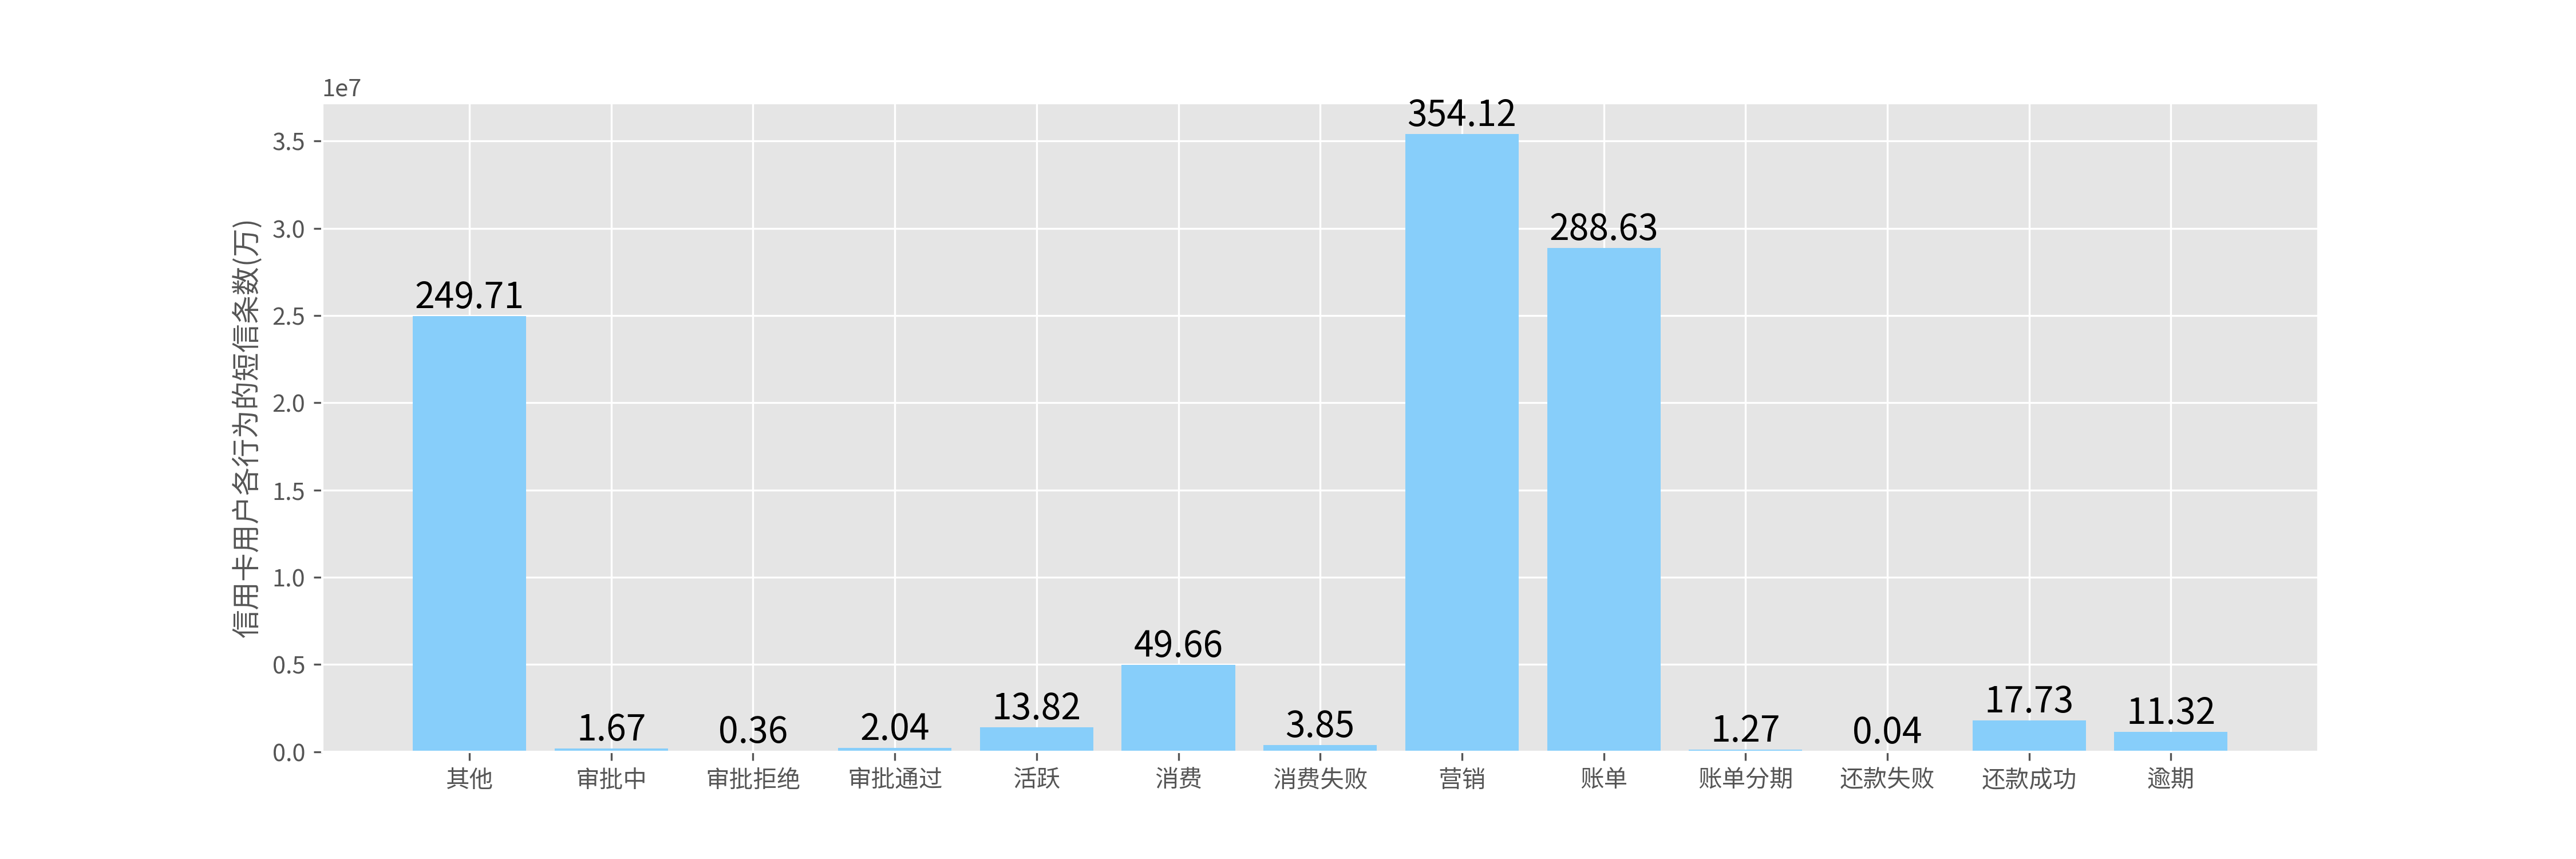 1e7
3.5
3.0
2.5
2.0
1.5
1.0
0.5
0.0
信用卡用户各行为的短信条数(万)
249.71
1.67
0.36
2.04
13.82
49.66
3.85
354.12
288.63
1.27
0.04
17.73
11.32
其他
审批中
审批拒绝
审批通过
活跃
消费
消费失败
营销
账单
账单分期
还款失败
还款成功
逾期